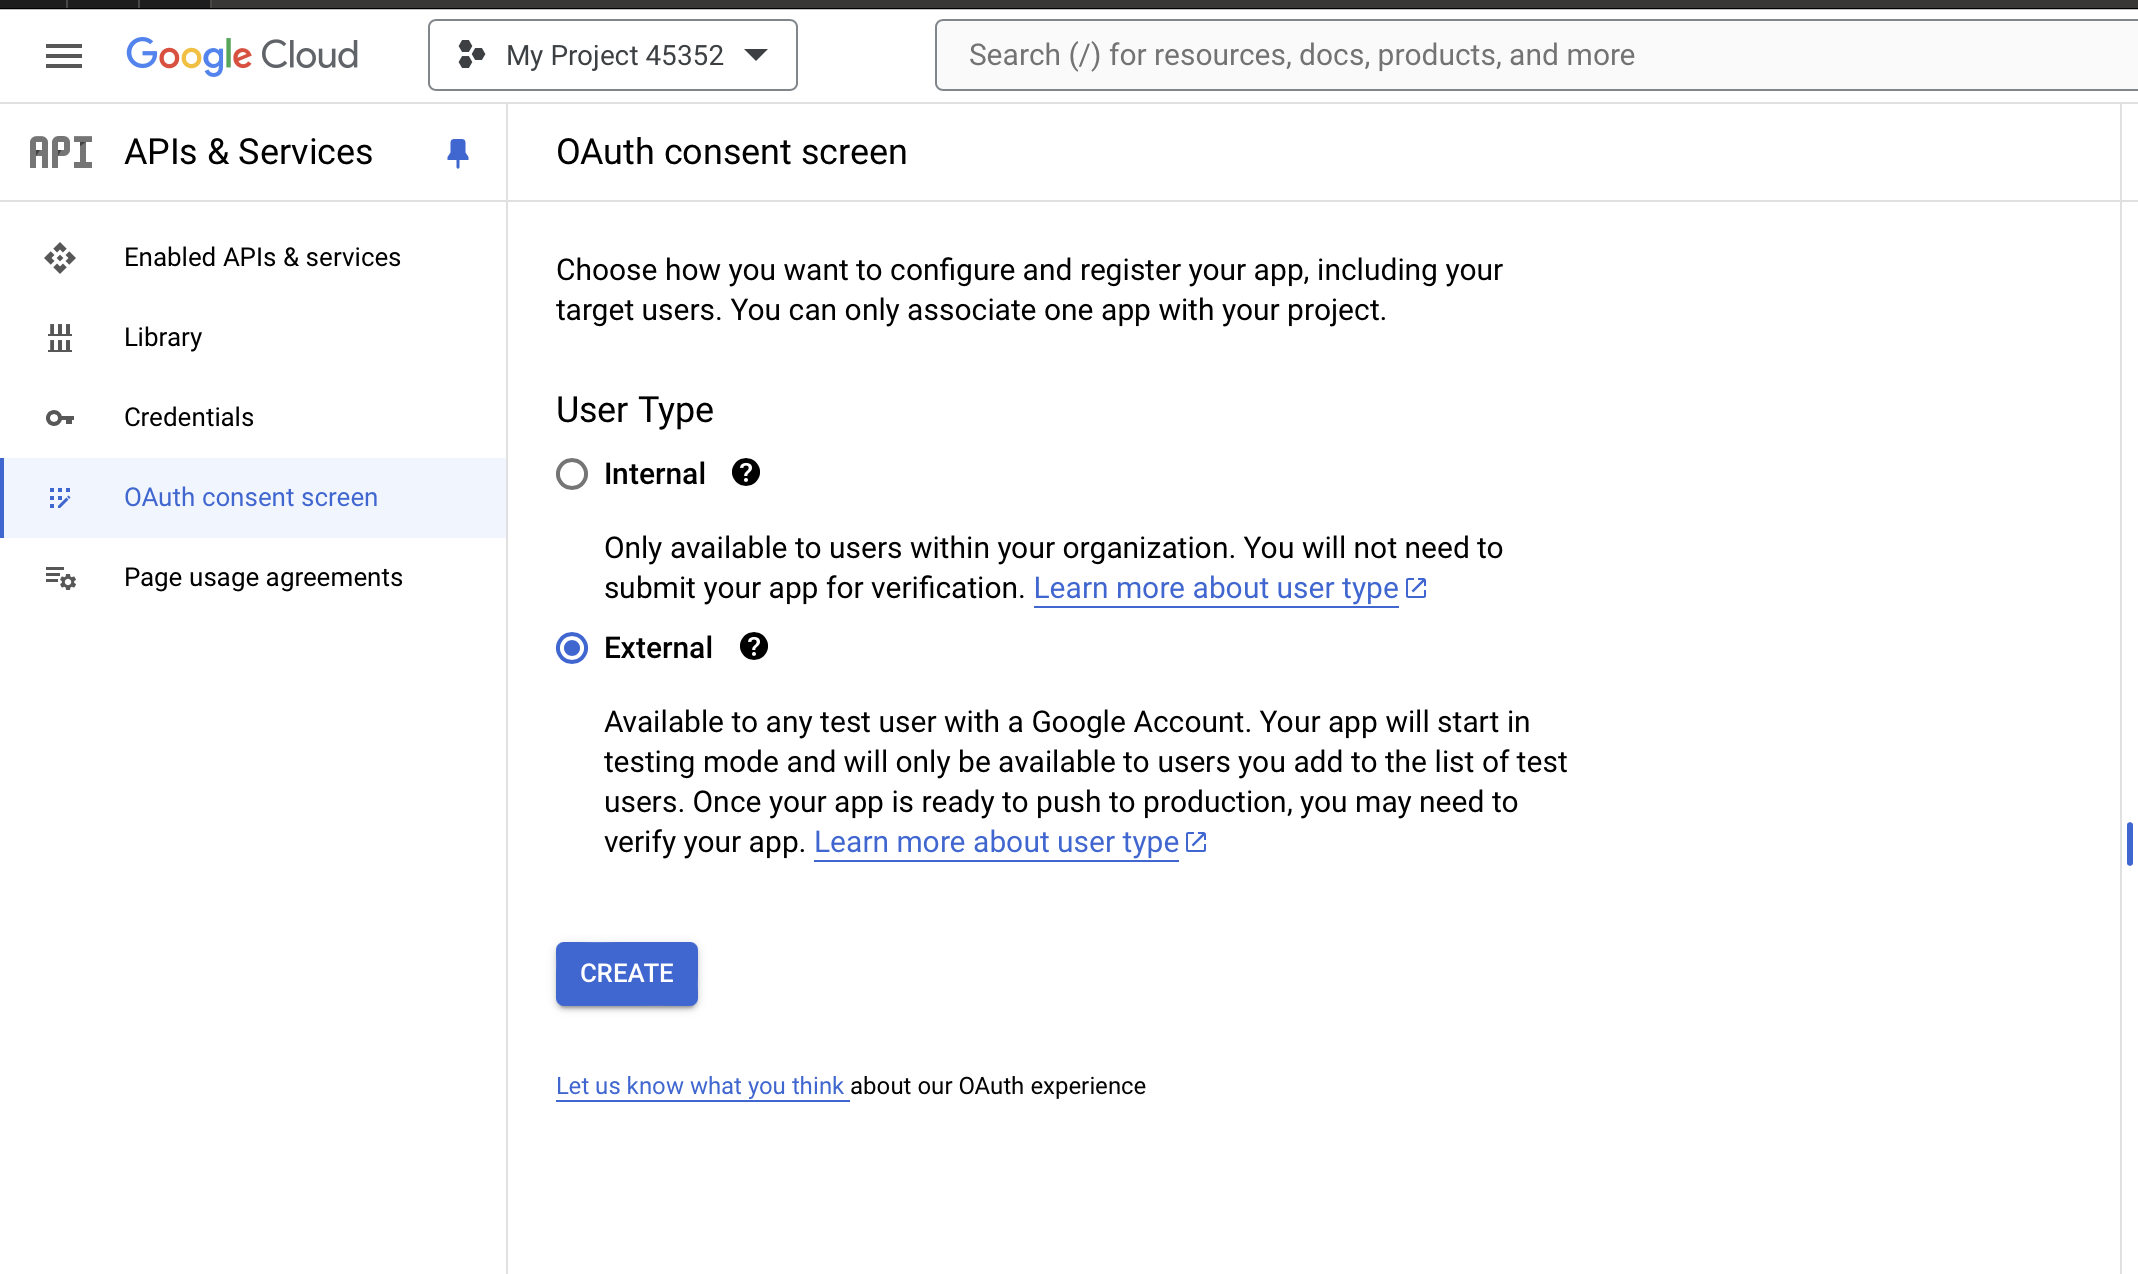 Google Cloud
My Project 45352
Search (/) for resources, docs, products, and more
API
APIs & Services
OAuth consent screen
Enabled APIs & services
Library
Credentials
OAuth consent screen
Page usage agreements
Choose how you want to configure and register your app, including your
target users. You can only associate one app with your project.
User Type
Internal ?
Only available to users within your organization. You will not need to
submit your app for verification. Learn more about user type
External ?
Available to any test user with a Google Account. Your app will start in
testing mode and will only be available to users you add to the list of test
users. Once your app is ready to push to production, you may need to
verify your app. Learn more about user type
CREATE
Let us know what you think about our OAuth experience